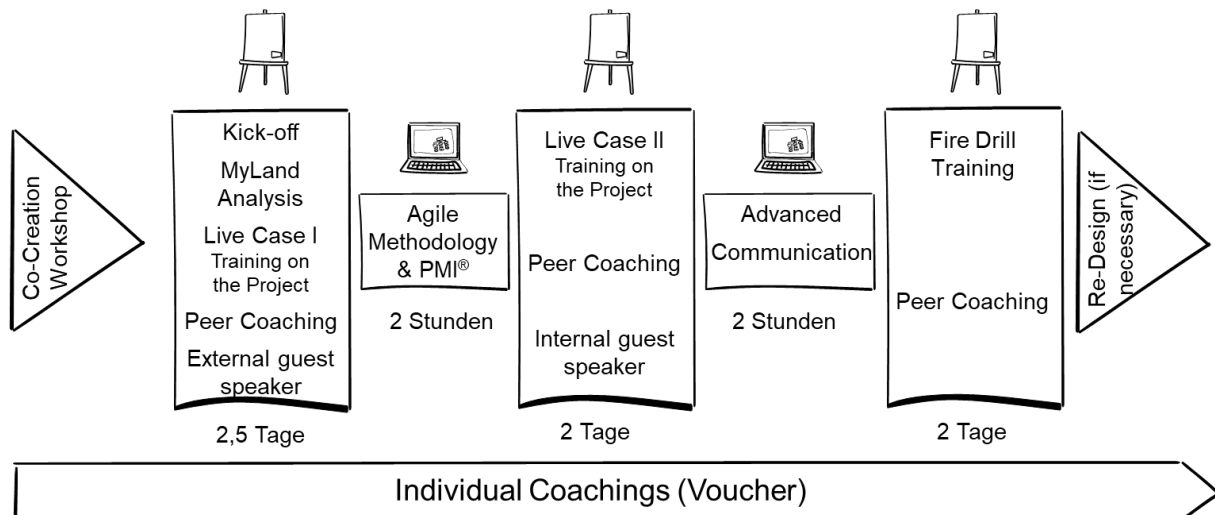 Co-Creation
Workshop
Kick-off
MyLand
Analysis
Live Case I
Training on
the Project
Peer Coaching
External guest
speaker
2,5 Tage
Agile
Methodology
& PMI®
2 Stunden
Live Case II
Training on
the Project
Peer Coaching
Internal guest
speaker
2 Tage
Advanced
Communication
2 Stunden
Fire Drill
Training
Peer Coaching
2 Tage
Re-Design (if
necessary)
Individual Coachings (Voucher)